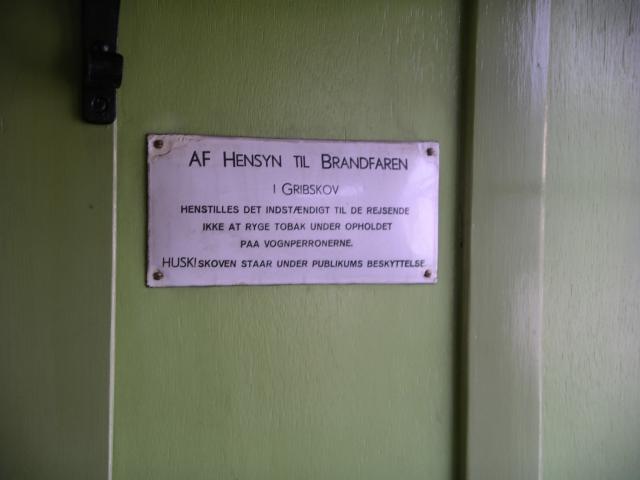 AF HENSYN TIL BRANDFAREN
I GRIBSKOV
HENSTILLES DET INDSTÆNDIGT TIL DE REJSENDE
IKKE AT RYGE TOBAK UNDER OPHOLDET
PAA VOGNPERRONERNE.
HUSK! SKOVEN STAAR UNDER PUBLIKUMS BESKYTTELSE.